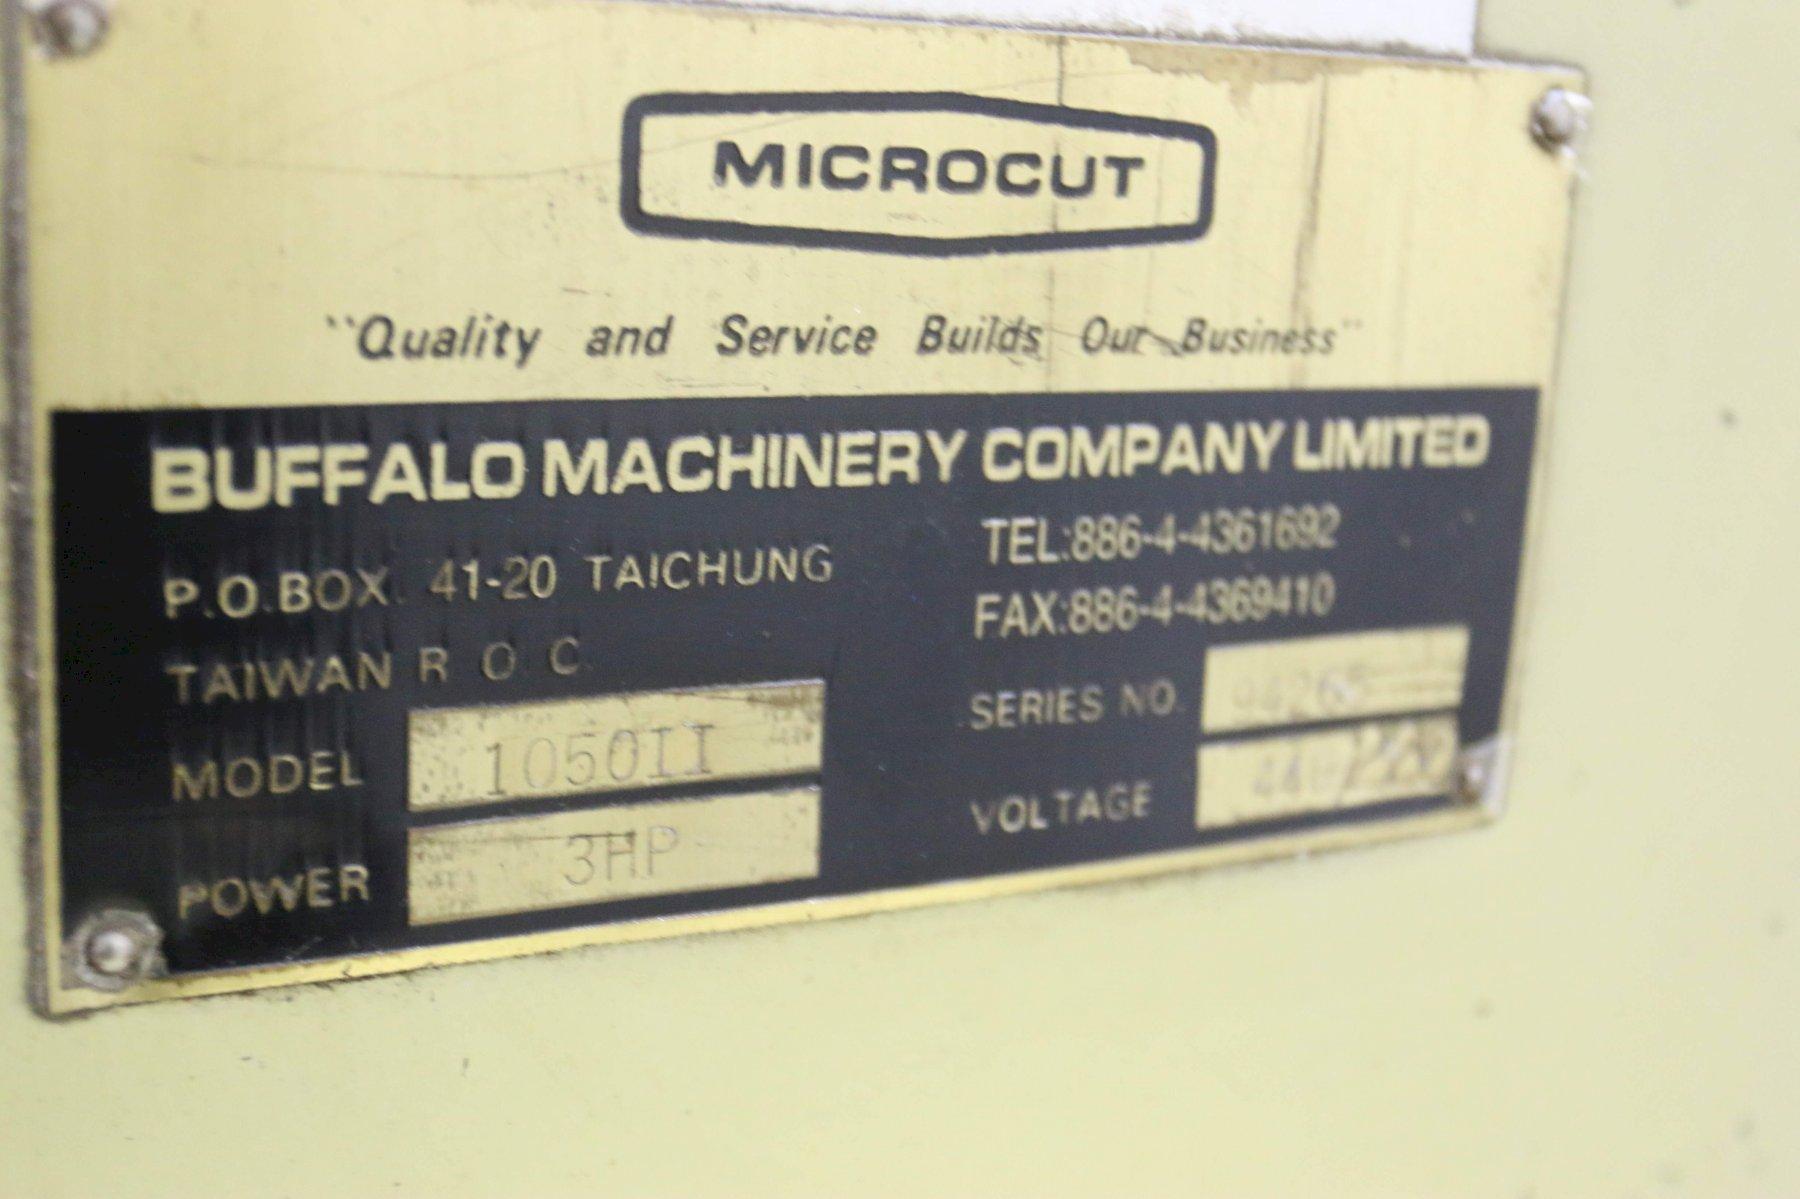 MICROCUT
"Quality and Service Builds Our Business"
BUFFALO MACHINERY COMPANY LIMITED
P.O.BOX. 41-20 TAICHUNG
TAIWAN R O C
TEL:886-4-4361692
FAX:886-4-4369410
MODEL 1050II
POWER 3HP
SERIES NO.
VOLTAGE